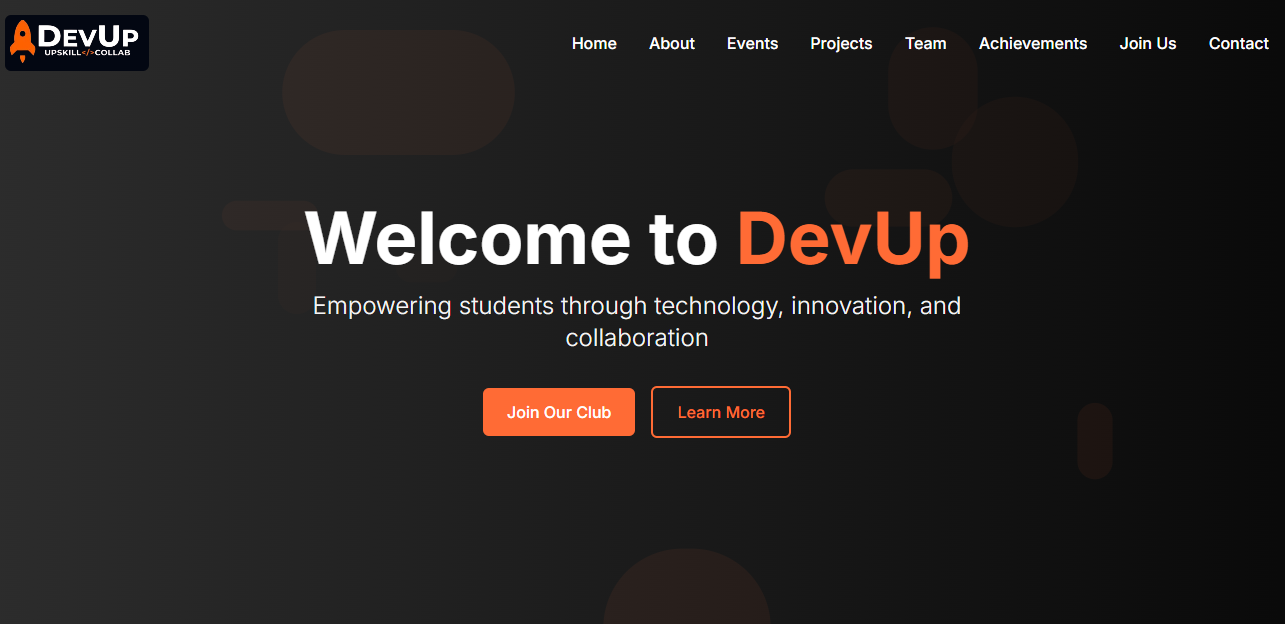 DEVUP
UPSKILL</>COLLAB
Home About Events Projects Team Achievements Join Us Contact
Welcome to DevUp
Empowering students through technology, innovation, and
collaboration
Join Our Club Learn More